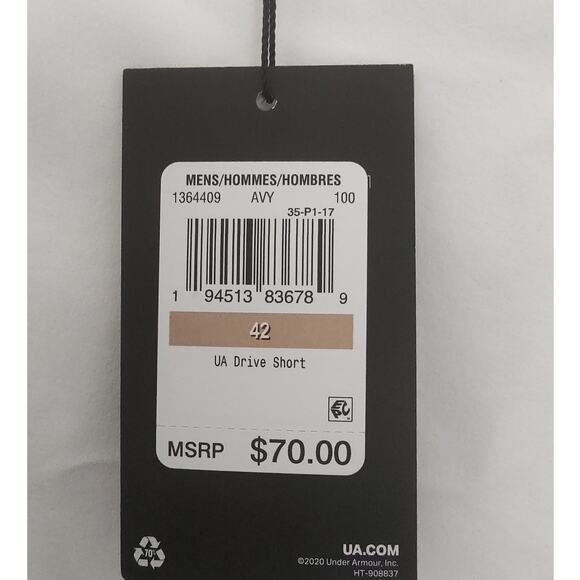 MENS/HOMMES/HOMBRES
1364409 AVY 100
35-P1-17
1 94513 83678 9
42
UA Drive Short
MSRP $70.00
70%
UA.COM
©2020 Under Armour, Inc.
HT-908837